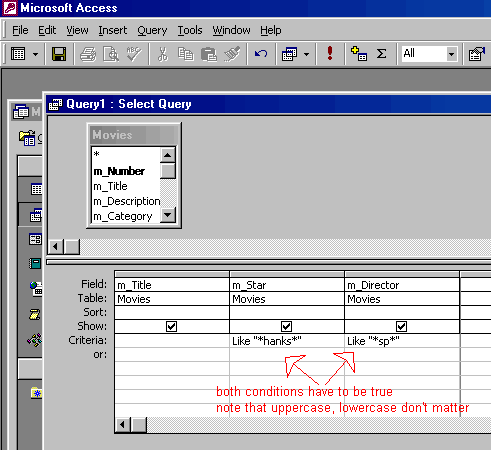 Microsoft Access
File Edit View Insert Query Tools Window Help
All
Query1 : Select Query
Movies
*
m_Number
m_Title
m_Description
m_Category
Field: m_Title m_Star m_Director
Table: Movies Movies Movies
Sort:
Show:
Criteria: Like "*hanks*" Like "*sp*"
or:
both conditions have to be true
note that uppercase, lowercase don't matter